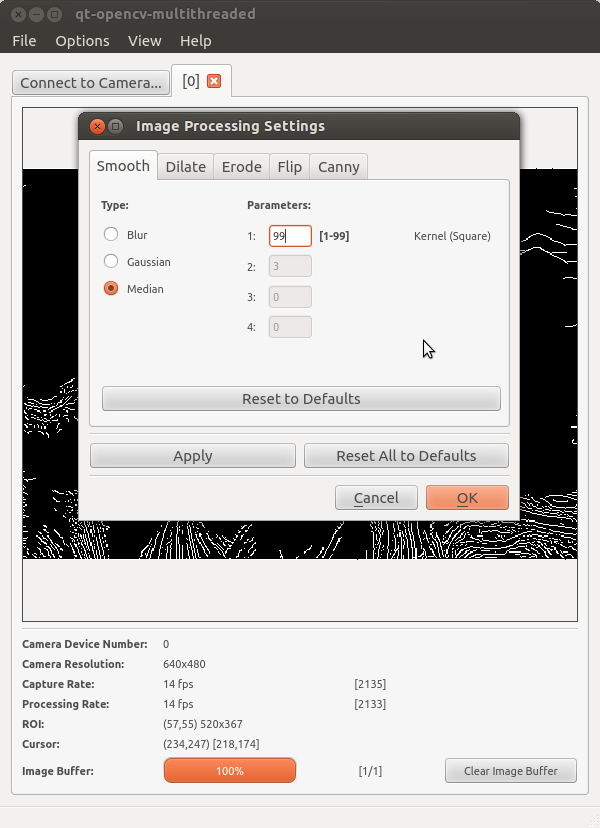 qt-opencv-multithreaded
File Options View Help
Connect to Camera... [0]
Image Processing Settings
Smooth Dilate Erode Flip Canny
Type: Parameters:
Blur 1: 99 [1-99] Kernel (Square)
Gaussian 2: 3
Median 3: 0
4: 0
Reset to Defaults
Apply Reset All to Defaults
Cancel OK
Camera Device Number: 0
Camera Resolution: 640x480
Capture Rate: 14 fps [2135]
Processing Rate: 14 fps [2133]
ROI: (57,55) 520x367
Cursor: (234,247) [218,174]
Image Buffer: 100% [1/1] Clear Image Buffer